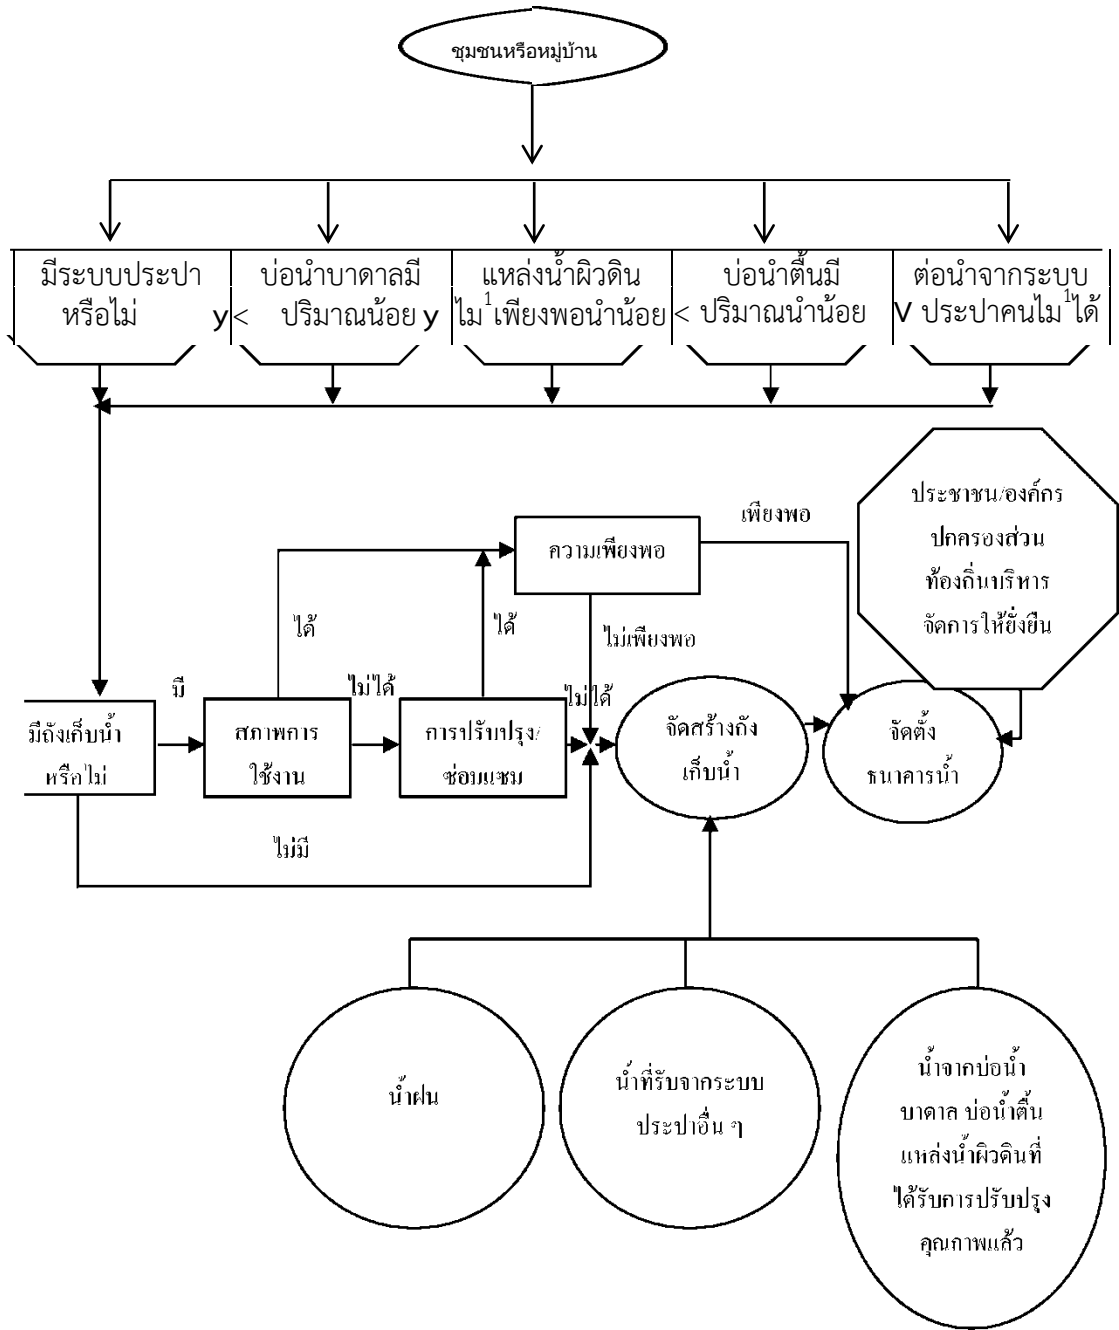 ชุมชนหรือหมู่บ้าน
มีระบบประปา
หรือไม่
y< บ่อนำบาดาลมี
ปริมาณน้อย y
แหล่งน้ำผิวดิน
ไม1เพียงพอนำน้อย
บ่อนำตื้นมี
< ปริมาณนำน้อย
ต่อนำจากระบบ
V ประปาคนไม1ได้
ประชาชน/องค์กร
ปกครองส่วน
ท้องถิ่นบริหาร
จัดการให้ยั่งยืน
เพียงพอ
ความเพียงพอ
ได้
ได้
ไม่เพียงพอ
มี
ไม่ได้
ไม่ได้
มีถังเก็บน้ำ
หรือไม่
สภาพการ
ใช้งาน
การปรับปรุง/
ซ่อมแซม
จัดสร้างถัง
เก็บน้ำ
จัดตั้ง
ธนาคารน้ำ
ไม่มี
น้ำฝน
น้ำที่รับจากระบบ
ประปาอื่น ๆ
น้ำจากบ่อน้ำ
บาดาล บ่อน้ำตื้น
แหล่งน้ำผิวดินที่
ได้รับการปรับปรุง
คุณภาพแล้ว